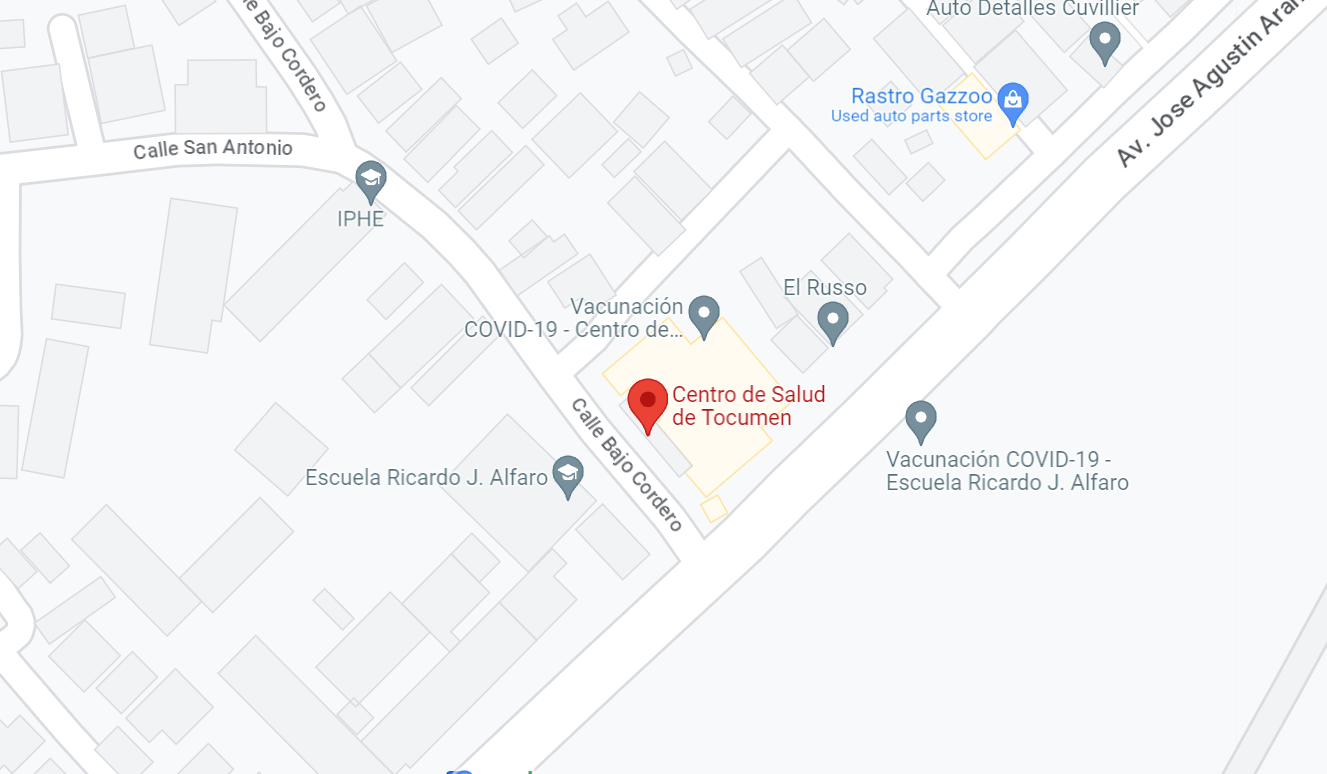 Auto Detalles Cuvillier
Bajo Cordero
Av. Jose Agustin
Rastro Gazzoo
Used auto parts store
Calle San Antonio
IPHE
El Russo
Vacunación
COVID-19 - Centro de...
Centro de Salud
de Tocumen
Calle Bajo Cordero
Vacunación COVID-19 -
Escuela Ricardo J. Alfaro
Escuela Ricardo J. Alfaro